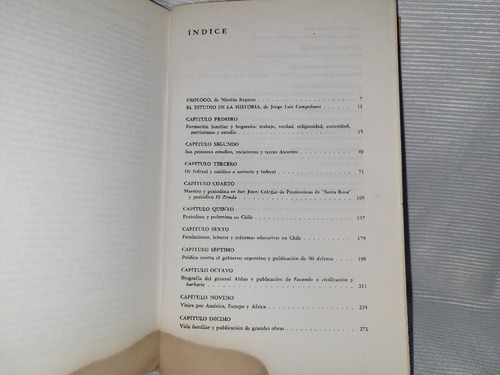 ÍNDICE
PRÓLOGO, de Nicolás Repetto . . . 7
EL ESTUDIO DE LA HISTORIA, de Jorge Luis Campobassi . . . 11
CAPÍTULO PRIMERO
Formación familiar y hogareña: trabajo, verdad, religiosidad, austeridad,
patriotismo y estudio . . . 15
CAPÍTULO SEGUNDO
Sus primeros estudios, vocaciones y tareas docentes . . . 49
CAPÍTULO TERCERO
De federal y católico a unitario y liberal . . . 71
CAPÍTULO CUARTO
Maestro y periodista en San Juan: Colegio de Pensionistas de "Santa Rosa"
y periódico El Zonda . . . 105
CAPÍTULO QUINTO
Periodista y polemista en Chile . . . 137
CAPÍTULO SEXTO
Fundaciones, labores y reformas educativas en Chile . . . 179
CAPÍTULO SÉPTIMO
Prédica contra el gobierno argentino y publicación de Mi defensa . . . 195
CAPÍTULO OCTAVO
Biografía del general Aldao y publicación de Facundo o civilización y
barbarie . . . 211
CAPÍTULO NOVENO
Viajes por América, Europa y África . . . 235
CAPÍTULO DÉCIMO
Vida familiar y publicación de grandes obras . . . 271